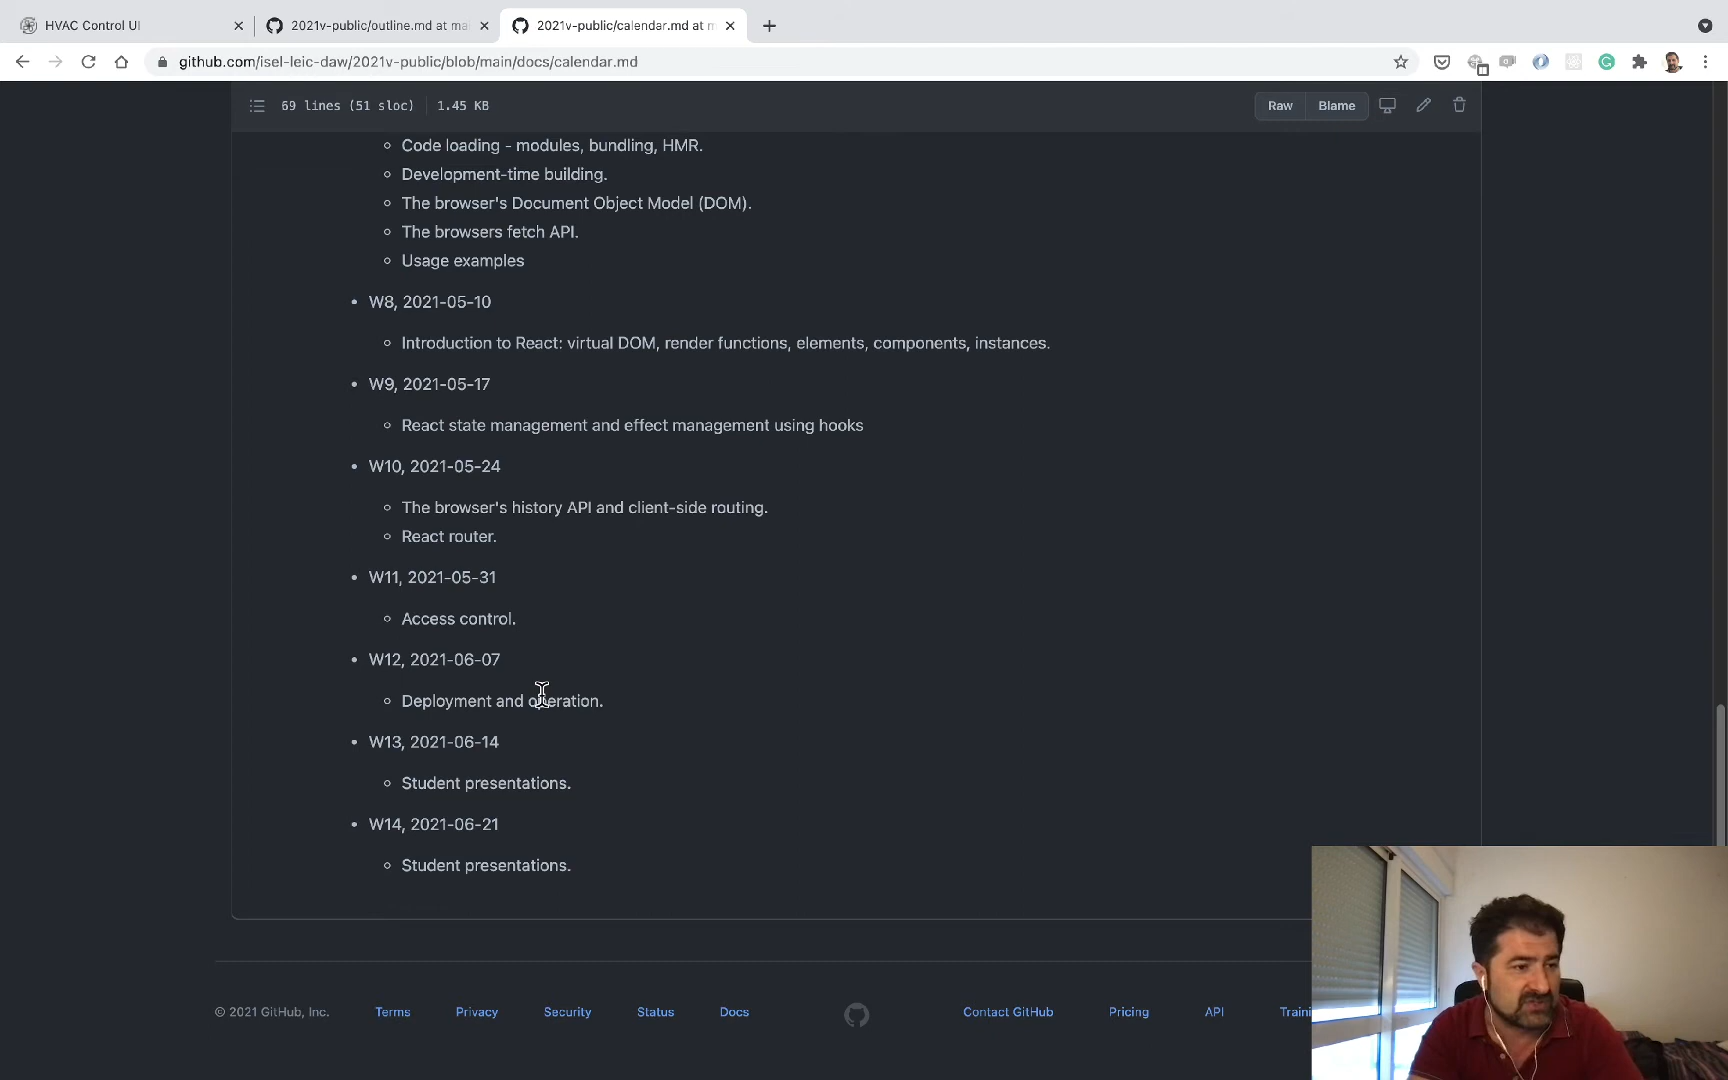 HVAC Control UI
2021v-public/outline.md at mai
2021v-public/calendar.md at m
github.com/isel-leic-daw/2021v-public/blob/main/docs/calendar.md
69 lines (51 sloc) 1.45 KB Raw Blame
Code loading - modules, bundling, HMR.
Development-time building.
The browser's Document Object Model (DOM).
The browsers fetch API.
Usage examples
W8, 2021-05-10
Introduction to React: virtual DOM, render functions, elements, components, instances.
W9, 2021-05-17
React state management and effect management using hooks
W10, 2021-05-24
The browser's history API and client-side routing.
React router.
W11, 2021-05-31
Access control.
W12, 2021-06-07
Deployment and operation.
W13, 2021-06-14
Student presentations.
W14, 2021-06-21
Student presentations.
© 2021 GitHub, Inc. Terms Privacy Security Status Docs Contact GitHub Pricing API Traini